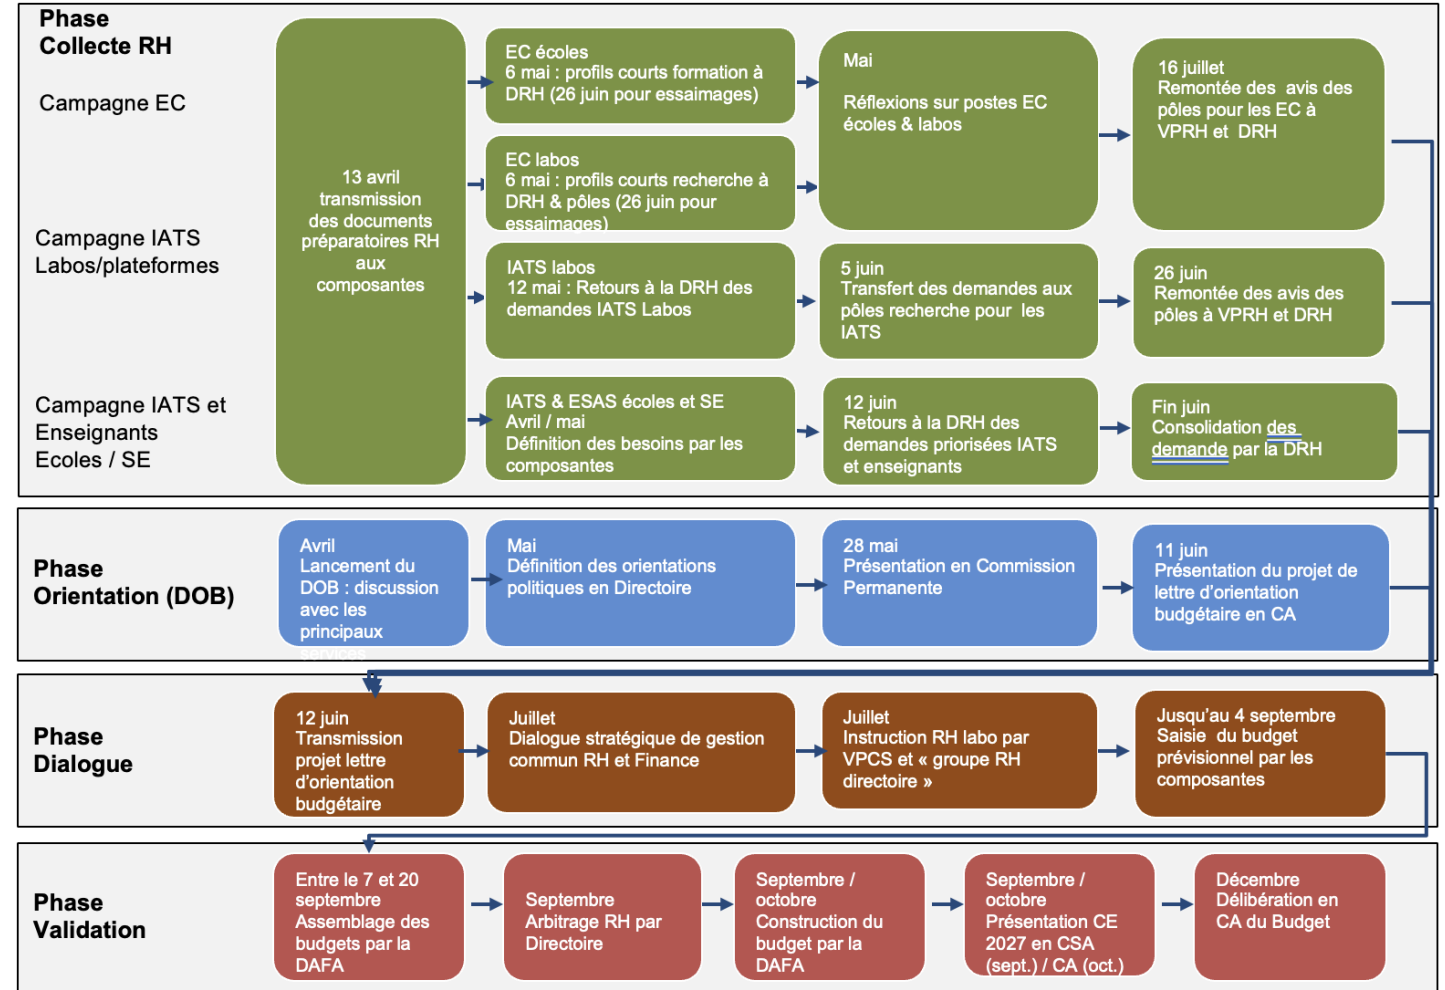 Phase
Collecte RH
Campagne EC
Campagne IATS
Labos/plateformes
Campagne IATS et
Enseignants
Ecoles / SE
13 avril
transmission
des documents
préparatoires RH
aux
composantes
EC écoles
6 mai : profils courts formation à
DRH (26 juin pour essaimages)
EC labos
6 mai : profils courts recherche à
DRH & pôles (26 juin pour
essaimages)
Mai
Réflexions sur postes EC
écoles & labos
16 juillet
Remontée des avis des
pôles pour les EC à
VPRH et DRH
IATS labos
12 mai : Retours à la DRH des
demandes IATS Labos
5 juin
Transfert des demandes aux
pôles recherche pour les
IATS
26 juin
Remontée des avis des
pôles à VPRH et DRH
IATS & ESAS écoles et SE
Avril / mai
Définition des besoins par les
composantes
12 juin
Retours à la DRH des
demandes priorisées IATS
et enseignants
Fin juin
Consolidation des
demande par la DRH
Phase
Orientation (DOB)
Avril
Lancement du
DOB : discussion
avec les
principaux
services
Mai
Définition des orientations
politiques en Directoire
28 mai
Présentation en Commission
Permanente
11 juin
Présentation du projet de
lettre d'orientation
budgétaire en CA
Phase
Dialogue
12 juin
Transmission
projet lettre
d'orientation
budgétaire
Juillet
Dialogue stratégique de gestion
commun RH et Finance
Juillet
Instruction RH labo par
VPCS et « groupe RH
directoire »
Jusqu'au 4 septembre
Saisie du budget
prévisionnel par les
composantes
Phase
Validation
Entre le 7 et 20
septembre
Assemblage des
budgets par la
DAFA
Septembre
Arbitrage RH par
Directoire
Septembre /
octobre
Construction du
budget par la
DAFA
Septembre /
octobre
Présentation CE
2027 en CSA
(sept.) / CA (oct.)
Décembre
Délibération en
CA du Budget